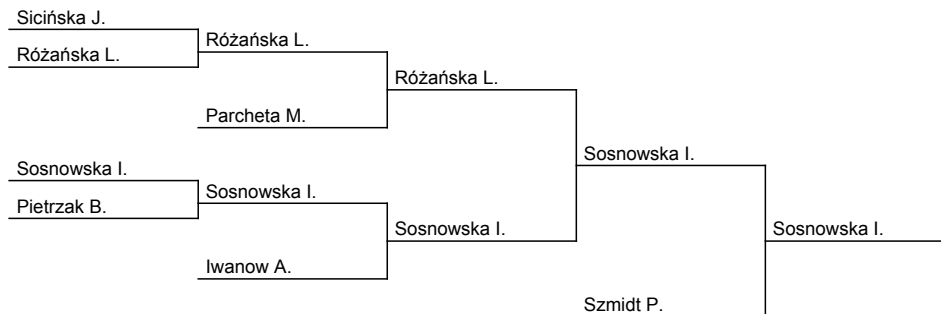 Sicińska J.
Różańska L.
Różańska L.
Różańska L.
Parcheta M.
Sosnowska I.
Sosnowska I.
Sosnowska I.
Pietrzak B.
Sosnowska I.
Sosnowska I.
Iwanow A.
Szmidt P.